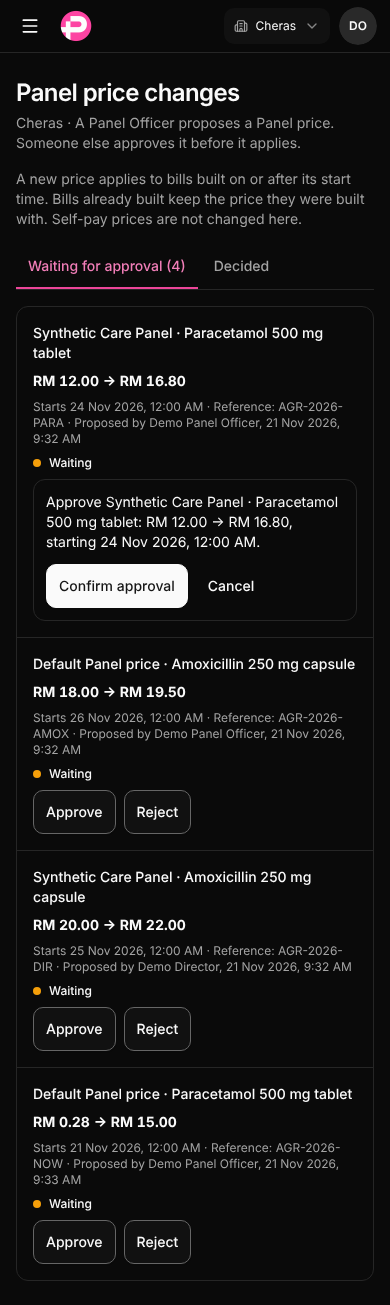 Cheras
DO
Panel price changes
Cheras · A Panel Officer proposes a Panel price.
Someone else approves it before it applies.
A new price applies to bills built on or after its start
time. Bills already built keep the price they were built
with. Self-pay prices are not changed here.
Waiting for approval (4)
Decided
Synthetic Care Panel · Paracetamol 500 mg
tablet
RM 12.00 → RM 16.80
Starts 24 Nov 2026, 12:00 AM · Reference: AGR-2026-
PARA · Proposed by Demo Panel Officer, 21 Nov 2026,
9:32 AM
Waiting
Approve Synthetic Care Panel · Paracetamol
500 mg tablet: RM 12.00 → RM 16.80,
starting 24 Nov 2026, 12:00 AM.
Confirm approval
Cancel
Default Panel price · Amoxicillin 250 mg capsule
RM 18.00 → RM 19.50
Starts 26 Nov 2026, 12:00 AM · Reference: AGR-2026-
AMOX · Proposed by Demo Panel Officer, 21 Nov 2026,
9:32 AM
Waiting
Approve
Reject
Synthetic Care Panel · Amoxicillin 250 mg
capsule
RM 20.00 → RM 22.00
Starts 25 Nov 2026, 12:00 AM · Reference: AGR-2026-
DIR · Proposed by Demo Director, 21 Nov 2026, 9:32 AM
Waiting
Approve
Reject
Default Panel price · Paracetamol 500 mg tablet
RM 0.28 → RM 15.00
Starts 21 Nov 2026, 12:00 AM · Reference: AGR-2026-
NOW · Proposed by Demo Panel Officer, 21 Nov 2026,
9:33 AM
Waiting
Approve
Reject